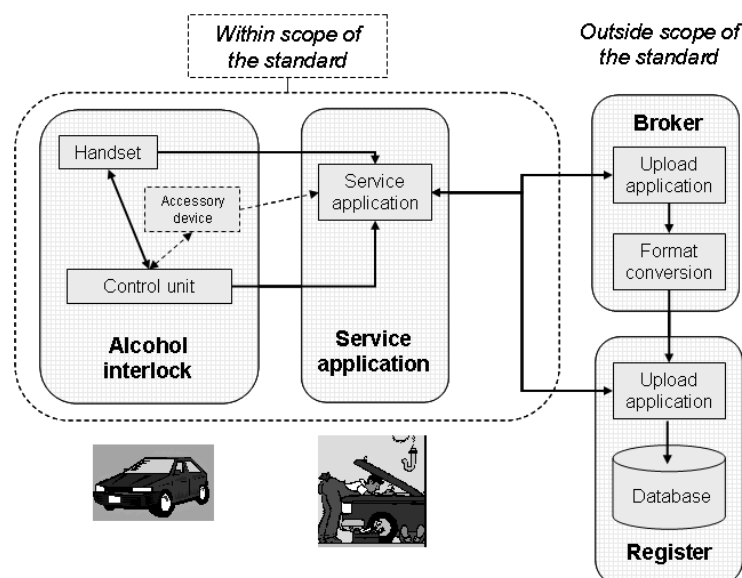 Within scope of
the standard
Outside scope of
the standard
Handset
Accessory
device
Control unit
Alcohol
interlock
Service
application
Service
application
Broker
Upload
application
Format
conversion
Upload
application
Database
Register